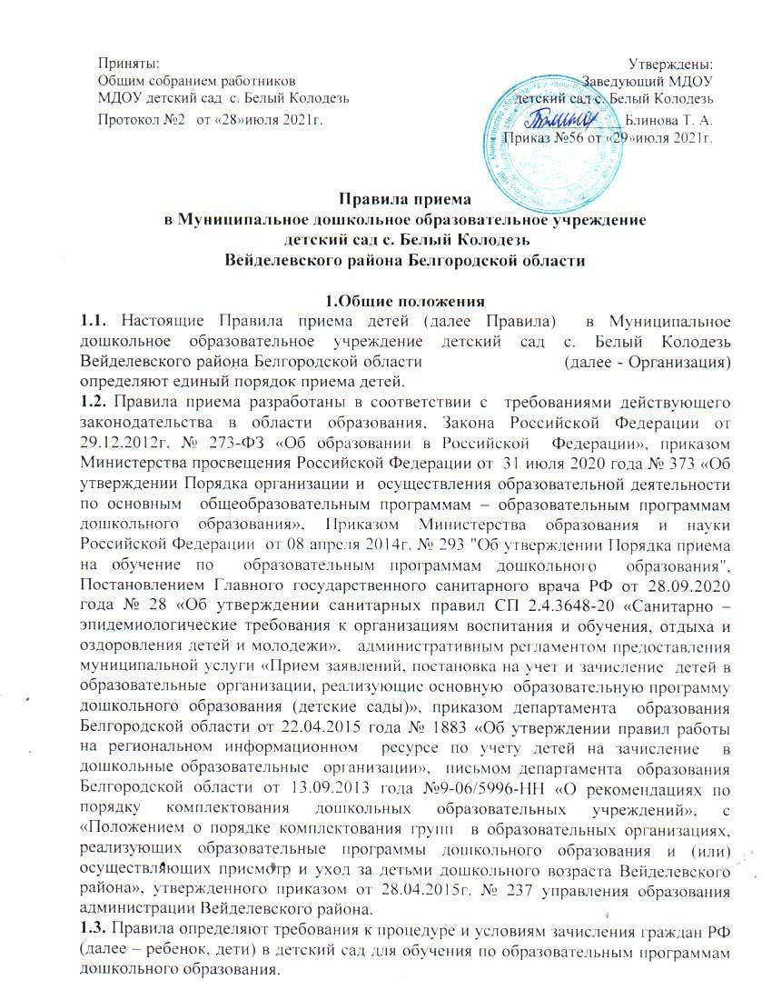 Приняты:
Общим собранием работников
МДОУ детский сад с. Белый Колодезь
Протокол №2 от «28»июля 2021г.
Утверждены:
Заведующий МДОУ
детский сад с. Белый Колодезь
Блинова Т. А.
Приказ №56 от «29»июля 2021г.
Правила приема
в Муниципальное дошкольное образовательное учреждение
детский сад с. Белый Колодезь
Вейделевского района Белгородской области
1.Общие положения
1.1. Настоящие Правила приема детей (далее Правила) в Муниципальное
дошкольное образовательное учреждение детский сад с. Белый Колодезь
Вейделевского района Белгородской области (далее - Организация)
определяют единый порядок приема детей.
1.2. Правила приема разработаны в соответствии с требованиями действующего
законодательства в области образования, Закона Российской Федерации от
29.12.2012г. № 273-ФЗ «Об образовании в Российской Федерации», приказом
Министерства просвещения Российской Федерации от 31 июля 2020 года № 373 «Об
утверждении Порядка организации и осуществления образовательной деятельности
по основным общеобразовательным программам – образовательным программам
дошкольного образования», Приказом Министерства образования и науки
Российской Федерации от 08 апреля 2014г. № 293 "Об утверждении Порядка приема
на обучение по образовательным программам дошкольного образования",
Постановлением Главного государственного санитарного врача РФ от 28.09.2020
года № 28 «Об утверждении санитарных правил СП 2.4.3648-20 «Санитарно –
эпидемиологические требования к организациям воспитания и обучения, отдыха и
оздоровления детей и молодежи», административным регламентом предоставления
муниципальной услуги «Прием заявлений, постановка на учет и зачисление детей в
образовательные организации, реализующие основную образовательную программу
дошкольного образования (детские сады)», приказом департамента образования
Белгородской области от 22.04.2015 года № 1883 «Об утверждении правил работы
на региональном информационном ресурсе по учету детей на зачисление в
дошкольные образовательные организации», письмом департамента образования
Белгородской области от 13.09.2013 года №9-06/5996-НН «О рекомендациях по
порядку комплектования дошкольных образовательных учреждений», с
«Положением о порядке комплектования групп в образовательных организациях,
реализующих образовательные программы дошкольного образования и (или)
осуществляющих присмотр и уход за детьми дошкольного возраста Вейделевского
района», утвержденного приказом от 28.04.2015г. № 237 управления образования
администрации Вейделевского района.
1.3. Правила определяют требования к процедуре и условиям зачисления граждан РФ
(далее – ребенок, дети) в детский сад для обучения по образовательным программам
дошкольного образования.